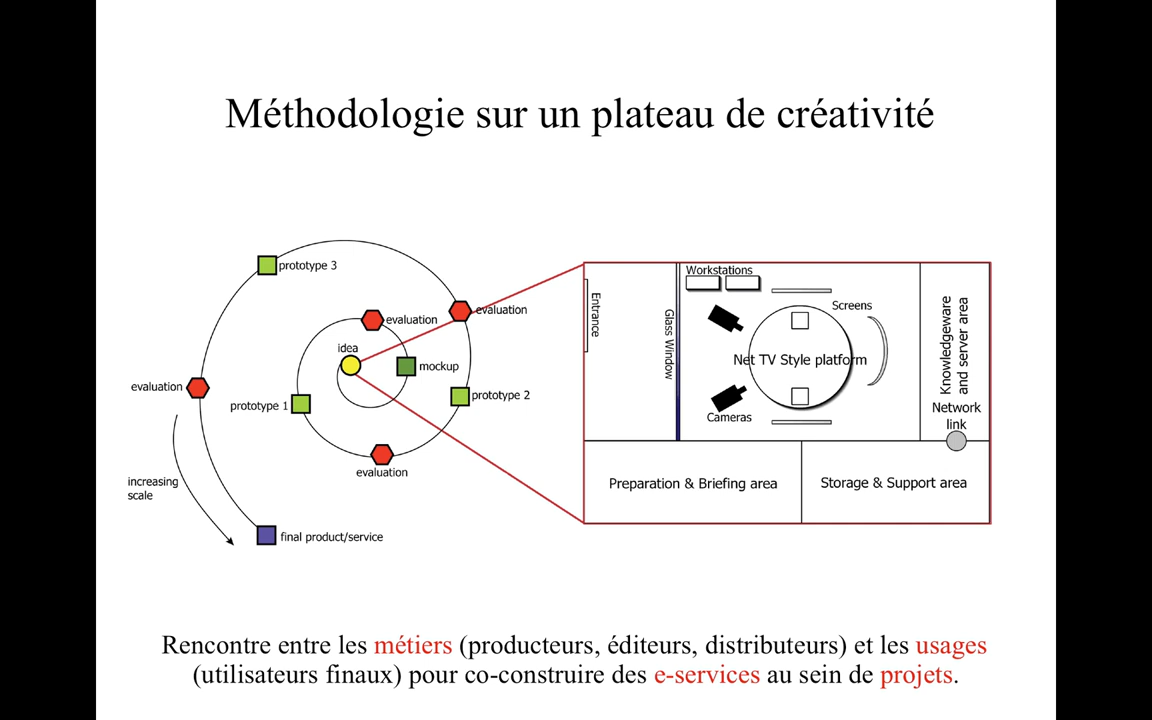 Méthodologie sur un plateau de créativité
prototype 3
evaluation
evaluation
idea
mockup
evaluation
prototype 1
prototype 2
evaluation
increasing
scale
final product/service
Workstations
Entrance
Glass Window
Screens
Net TV Style platform
Cameras
Knowledgeware
and server area
Network
link
Preparation & Briefing area
Storage & Support area
Rencontre entre les métiers (producteurs, éditeurs, distributeurs) et les usages
(utilisateurs finaux) pour co-construire des e-services au sein de projets.